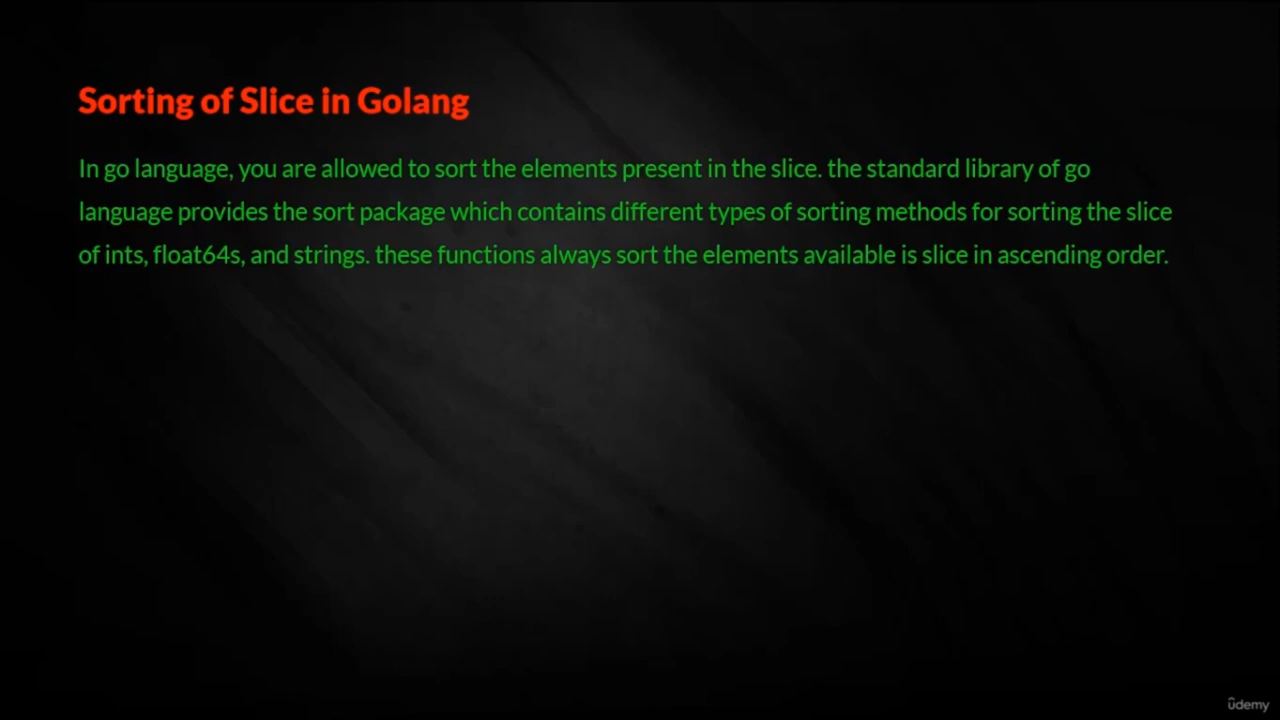 Sorting of Slice in Golang
In go language, you are allowed to sort the elements present in the slice. the standard library of go
language provides the sort package which contains different types of sorting methods for sorting the slice
of ints, float64s, and strings. these functions always sort the elements available is slice in ascending order.
ûdemy